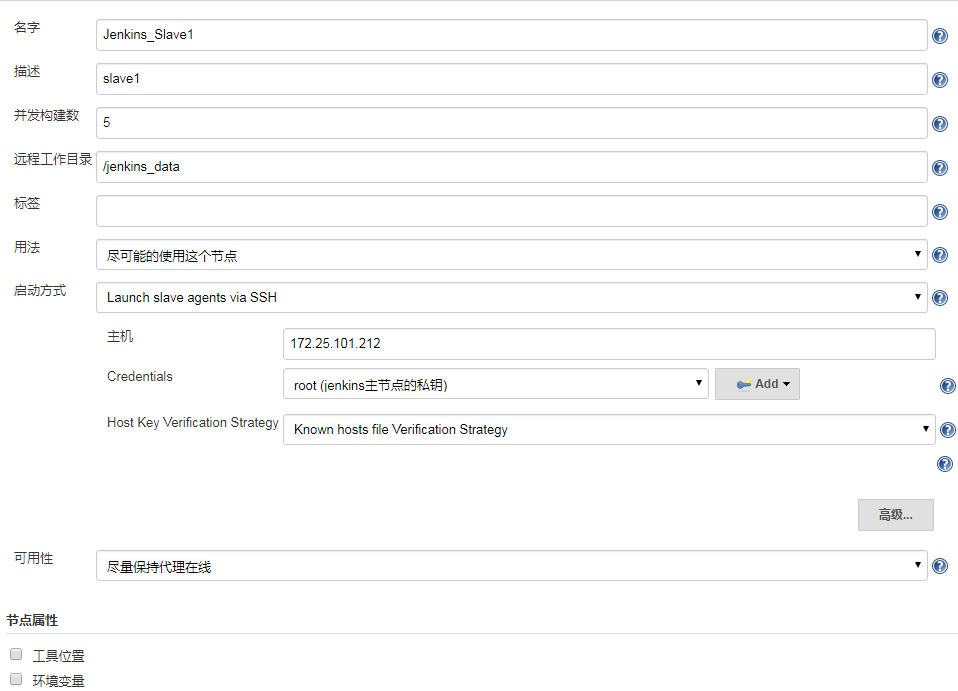 名字 Jenkins_Slave1
描述 slave1
并发构建数 5
远程工作目录 /jenkins_data
标签
用法 尽可能的使用这个节点
启动方式 Launch slave agents via SSH
主机 172.25.101.212
Credentials root (jenkins主节点的私钥) Add
Host Key Verification Strategy Known hosts file Verification Strategy
高级...
可用性 尽量保持代理在线
节点属性
工具位置
环境变量